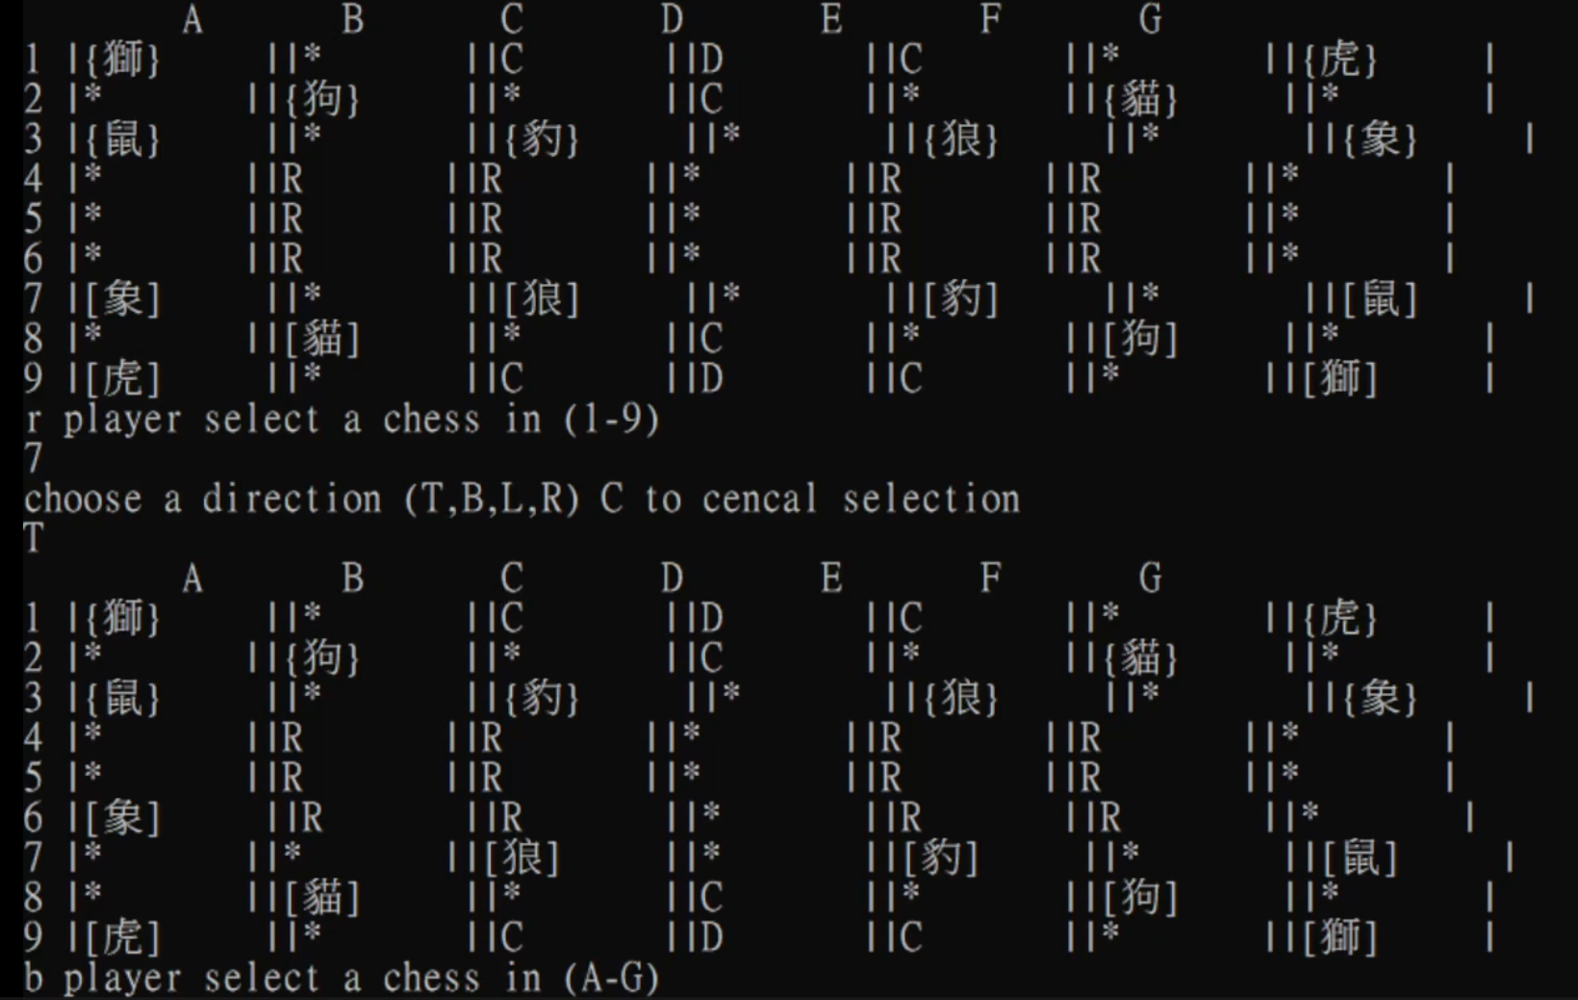 A B C D E F G
1 |{獅} ||* ||C ||D ||C ||* ||{虎} |
2 |* ||{狗} ||* ||C ||* ||{貓} ||* |
3 |{鼠} ||* ||{豹} ||* ||{狼} ||* ||{象} |
4 |* ||R ||R ||* ||R ||R ||* |
5 |* ||R ||R ||* ||R ||R ||* |
6 |* ||R ||R ||* ||R ||R ||* |
7 |[象] ||* ||[狼] ||* ||[豹] ||* ||[鼠] |
8 |* ||[貓] ||* ||C ||* ||[狗] ||* |
9 |[虎] ||* ||C ||D ||C ||* ||[獅] |
r player select a chess in (1-9)
7
choose a direction (T,B,L,R) C to cencal selection
T
A B C D E F G
1 |{獅} ||* ||C ||D ||C ||* ||{虎} |
2 |* ||{狗} ||* ||C ||* ||{貓} ||* |
3 |{鼠} ||* ||{豹} ||* ||{狼} ||* ||{象} |
4 |* ||R ||R ||* ||R ||R ||* |
5 |* ||R ||R ||* ||R ||R ||* |
6 |[象] ||R ||R ||* ||R ||R ||* |
7 |* ||* ||[狼] ||* ||[豹] ||* ||[鼠] |
8 |* ||[貓] ||* ||C ||* ||[狗] ||* |
9 |[虎] ||* ||C ||D ||C ||* ||[獅] |
b player select a chess in (A-G)